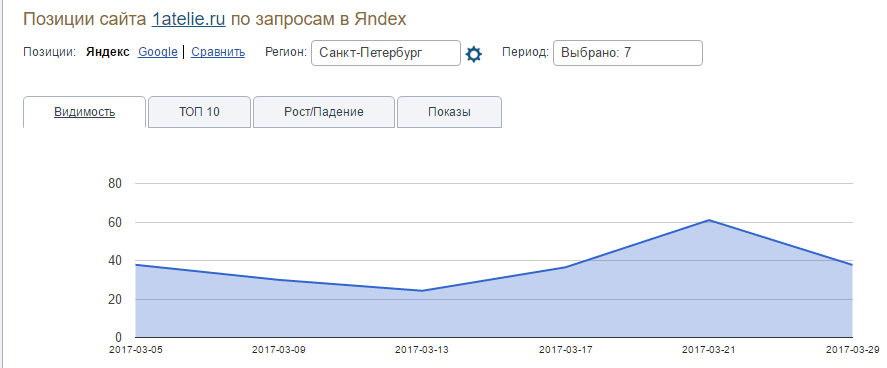 Позиции сайта 1atelie.ru по запросам в Яndex
Позиции: Яндекс Google | Сравнить Регион: Санкт-Петербург Период: Выбрано: 7
Видимость ТОП 10 Рост/Падение Показы
80
60
40
20
0
2017-03-05 2017-03-09 2017-03-13 2017-03-17 2017-03-21 2017-03-29